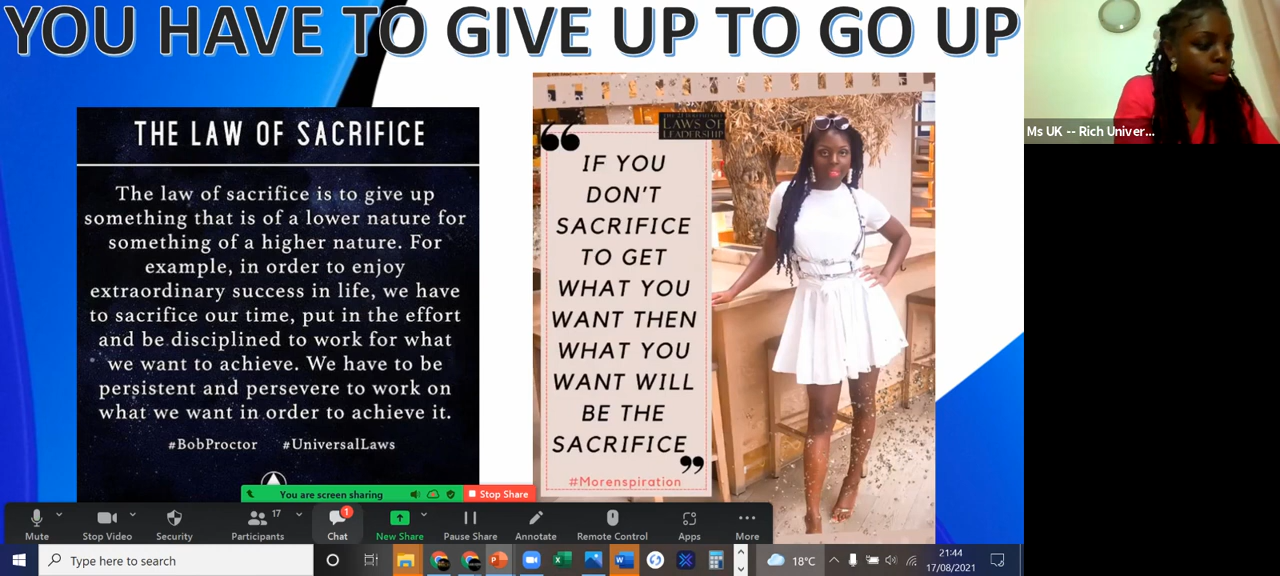 YOU HAVE TO GIVE UP TO GO UP
THE LAW OF SACRIFICE
The law of sacrifice is to give up
something that is of a lower nature for
something of a higher nature. For
example, in order to enjoy
extraordinary success in life, we have
to sacrifice our time, put in the effort
and be disciplined to work for what
we want to achieve. We have to be
persistent and persevere to work on
what we want in order to achieve it.
#BobProctor #UniversalLaws
LAWS OF
LEADERSHIP
“
IF YOU
DON'T
SACRIFICE
TO GET
WHAT YOU
WANT THEN
WHAT YOU
WANT WILL
BE THE
SACRIFICE
”
#Morenspiration
Ms UK -- Rich Univer...
You are screen sharing
Stop Share
Mute
Stop Video
Security
17
Participants
1
Chat
New Share
Pause Share
Annotate
Remote Control
Apps
More
Type here to search
18°C
21:44
17/08/2021